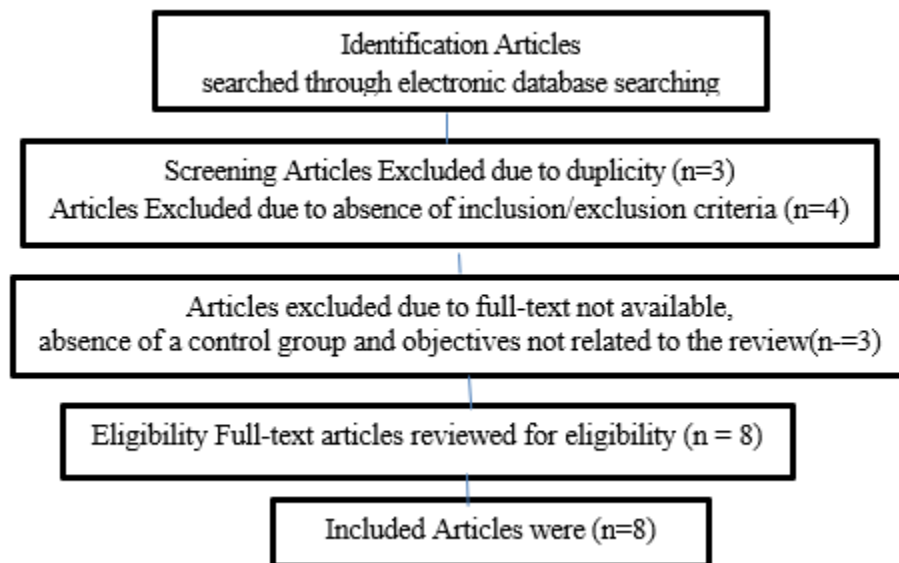 Identification Articles
searched through electronic database searching
Screening Articles Excluded due to duplicity (n=3)
Articles Excluded due to absence of inclusion/exclusion criteria (n=4)
Articles excluded due to full-text not available,
absence of a control group and objectives not related to the review(n-=3)
Eligibility Full-text articles reviewed for eligibility (n = 8)
Included Articles were (n=8)